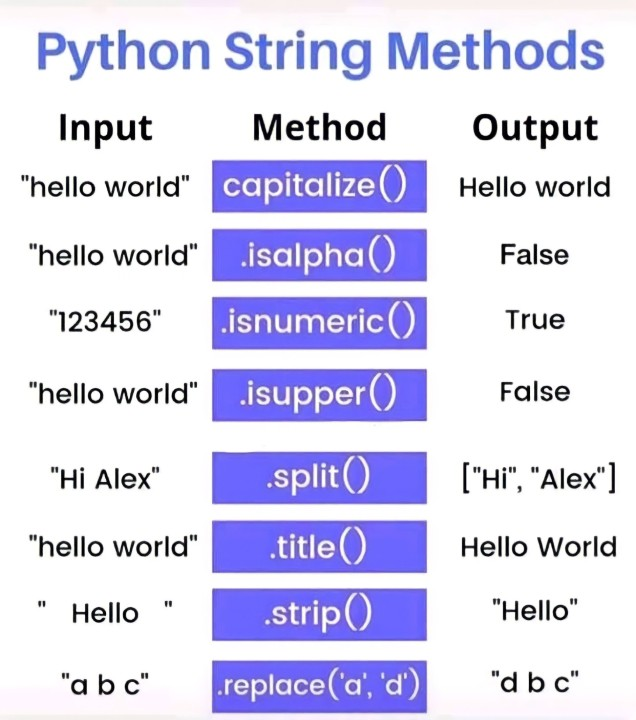 Python String Methods
Input Method Output
"hello world" capitalize() Hello world
"hello world" .isalpha() False
"123456" .isnumeric() True
"hello world" .isupper() False
"Hi Alex" .split() ["Hi", "Alex"]
"hello world" .title() Hello World
" Hello " .strip() "Hello"
"a b c" .replace('a', 'd') "d b c"